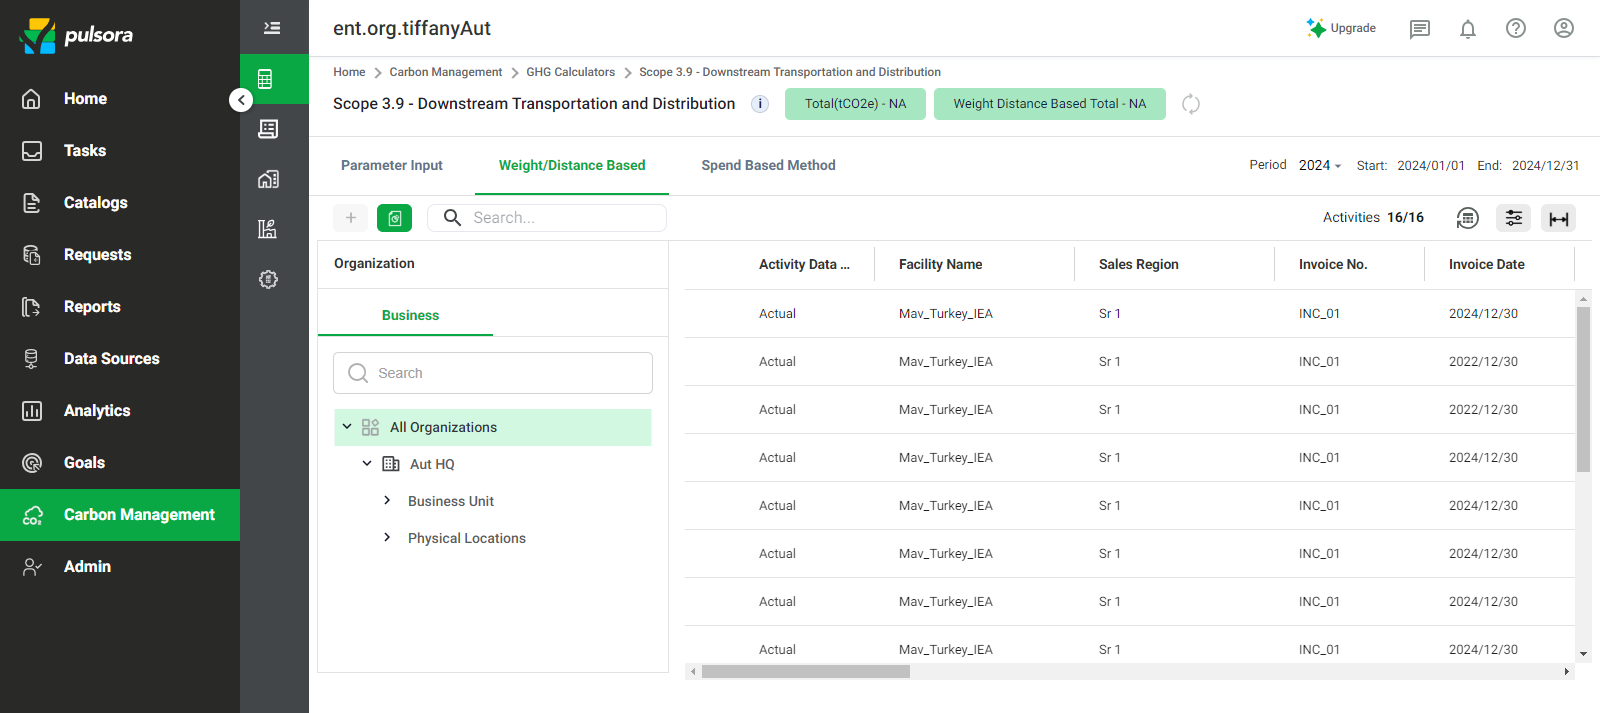 pulsora
Home
Tasks
Catalogs
Requests
Reports
Data Sources
Analytics
Goals
Carbon Management
Admin
ent.org.tiffanyAut
Upgrade
Home > Carbon Management > GHG Calculators > Scope 3.9 - Downstream Transportation and Distribution
Scope 3.9 - Downstream Transportation and Distribution i Total(tCO2e) - NA Weight Distance Based Total - NA
Parameter Input Weight/Distance Based Spend Based Method Period 2024 Start: 2024/01/01 End: 2024/12/31
+ Search... Activities 16/16
Organization
Business
Search
All Organizations
Aut HQ
Business Unit
Physical Locations
Activity Data ... Facility Name Sales Region Invoice No. Invoice Date
Actual Mav_Turkey_IEA Sr 1 INC_01 2024/12/30
Actual Mav_Turkey_IEA Sr 1 INC_01 2022/12/30
Actual Mav_Turkey_IEA Sr 1 INC_01 2022/12/30
Actual Mav_Turkey_IEA Sr 1 INC_01 2024/12/30
Actual Mav_Turkey_IEA Sr 1 INC_01 2024/12/30
Actual Mav_Turkey_IEA Sr 1 INC_01 2024/12/30
Actual Mav_Turkey_IEA Sr 1 INC_01 2024/12/30
Actual Mav_Turkey_IEA Sr 1 INC_01 2024/12/30